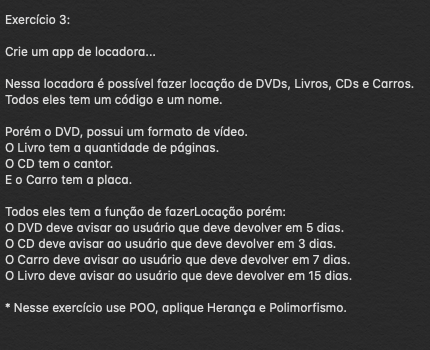 Exercício 3:
Crie um app de locadora...
Nessa locadora é possível fazer locação de DVDs, Livros, CDs e Carros.
Todos eles tem um código e um nome.
Porém o DVD, possui um formato de vídeo.
O Livro tem a quantidade de páginas.
O CD tem o cantor.
E o Carro tem a placa.
Todos eles tem a função de fazerLocação porém:
O DVD deve avisar ao usuário que deve devolver em 5 dias.
O CD deve avisar ao usuário que deve devolver em 3 dias.
O Carro deve avisar ao usuário que deve devolver em 7 dias.
O Livro deve avisar ao usuário que deve devolver em 15 dias.
* Nesse exercício use POO, aplique Herança e Polimorfismo.